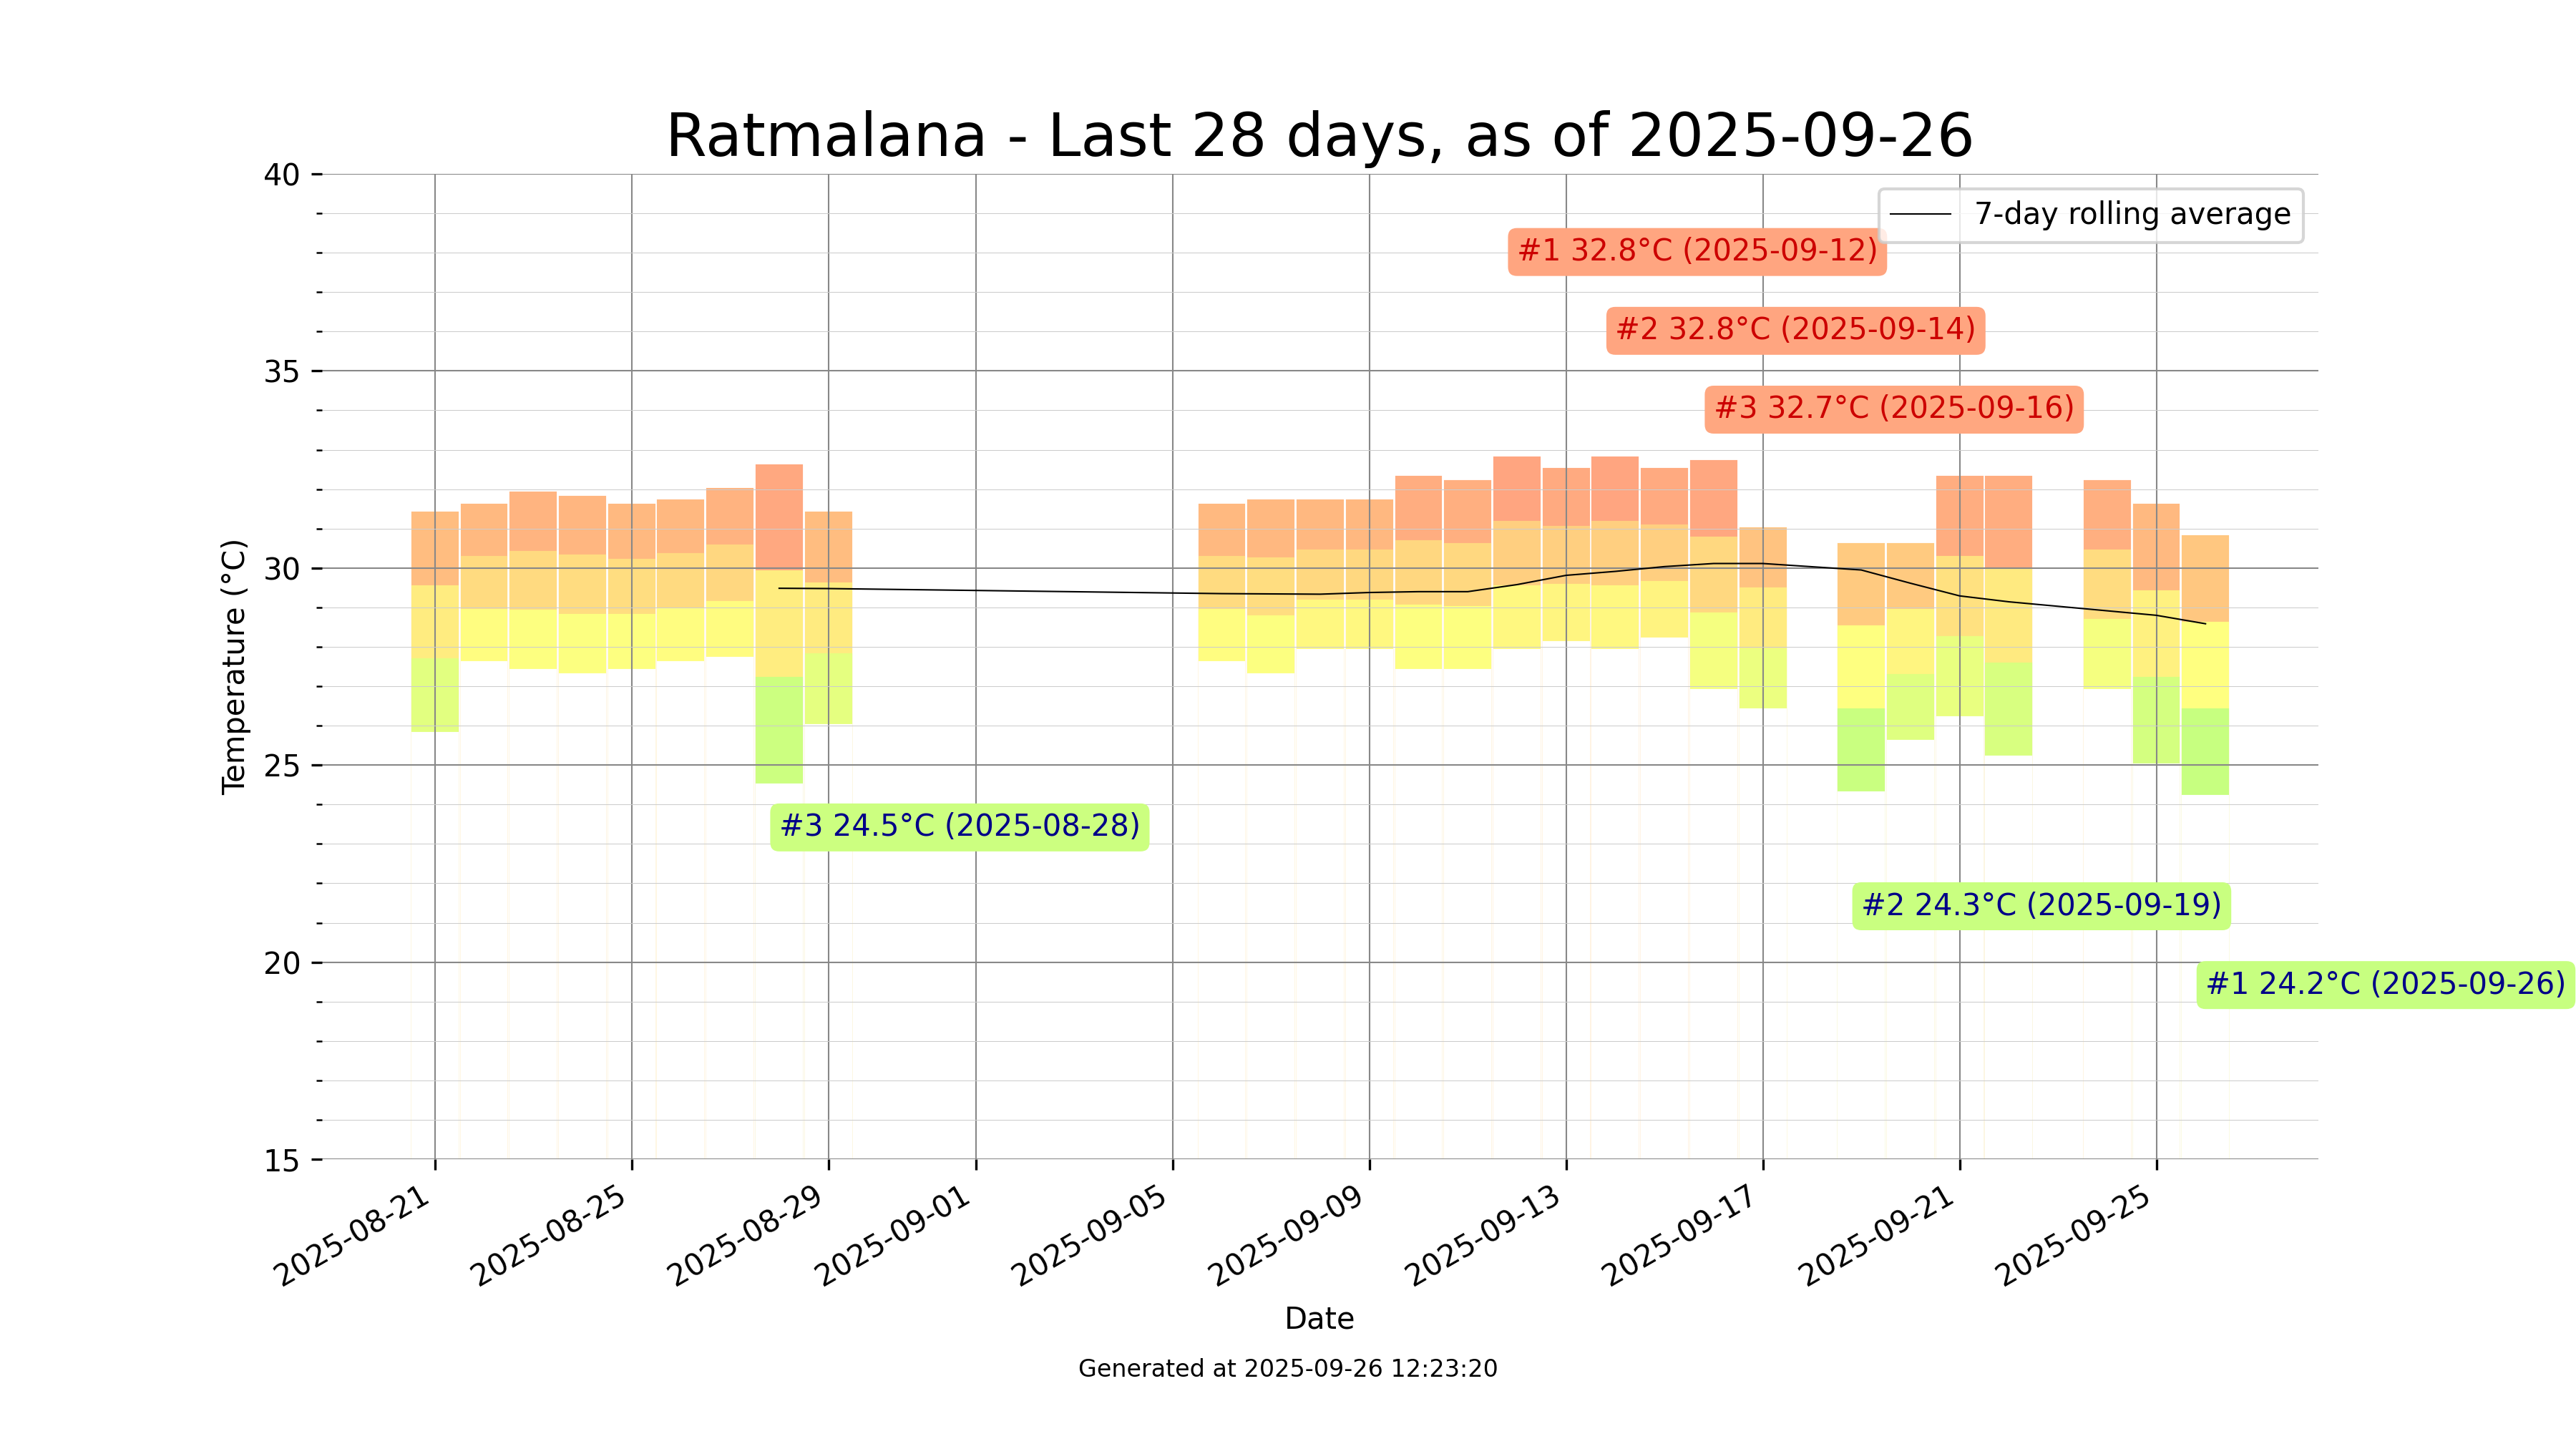 Ratmalana - Last 28 days, as of 2025-09-26
40
35
30
25
20
15
Temperature (°C)
7-day rolling average
#1 32.8°C (2025-09-12)
#2 32.8°C (2025-09-14)
#3 32.7°C (2025-09-16)
#3 24.5°C (2025-08-28)
#2 24.3°C (2025-09-19)
#1 24.2°C (2025-09-26)
2025-08-21
2025-08-25
2025-08-29
2025-09-01
2025-09-05
2025-09-09
2025-09-13
2025-09-17
2025-09-21
2025-09-25
Date
Generated at 2025-09-26 12:23:20